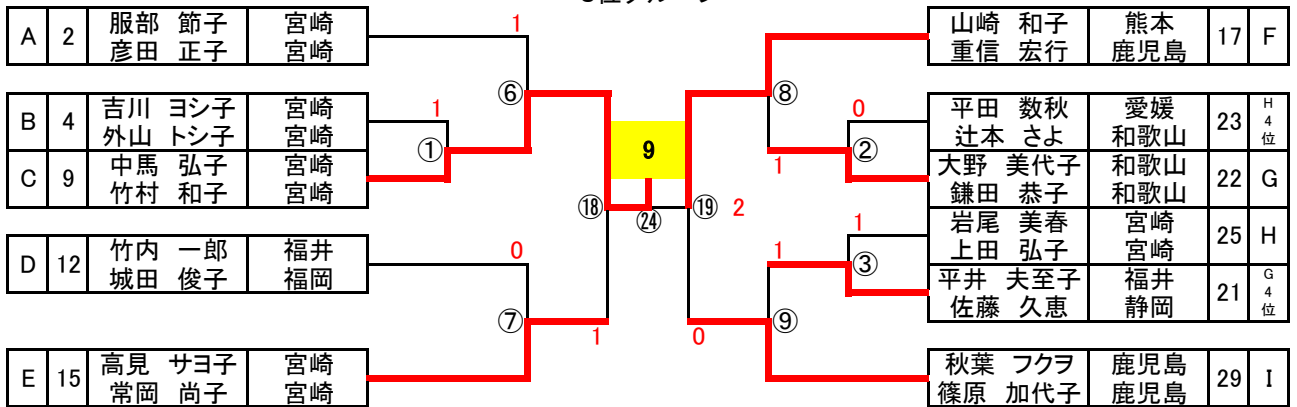 A 2 服部 節子 宮崎
彦田 正子 宮崎
B 4 吉川 ヨシ子 宮崎
外山 トシ子 宮崎
C 9 中馬 弘子 宮崎
竹村 和子 宮崎
D 12 竹内 一郎 福井
城田 俊子 福岡
E 15 高見 サヨ子 宮崎
常岡 尚子 宮崎
1
⑥
1
①
0
⑦
1
⑱
9
㉔
⑲ 2
⑧
0
②
1
1
③
1
⑨
0
山崎 和子 熊本 17 F
重信 宏行 鹿児島
平田 数秋 愛媛 23 H4位
辻本 さよ 和歌山
大野 美代子 和歌山 22 G
鎌田 恭子 和歌山
岩尾 美春 宮崎 25 H
上田 弘子 宮崎
平井 夫至子 福井 21 G4位
佐藤 久恵 静岡
秋葉 フクヲ 鹿児島 29 I
篠原 加代子 鹿児島